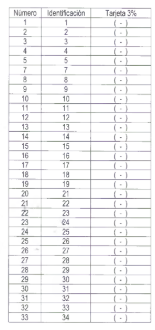 Número Identificación Tarjeta 3%
1 1 ( - )
2 2 ( - )
3 3 ( - )
4 4 ( - )
5 5 ( - )
7 7 ( - )
8 8 ( - )
9 9 ( - )
10 10 ( - )
11 11 ( - )
12 12 ( - )
13 13 ( - )
14 14 ( - )
15 15 ( - )
16 16 ( - )
17 17 ( - )
18 18 ( - )
19 19 ( - )
20 21 ( - )
21 22 ( - )
22 23 ( - )
23 24 ( - )
24 25 ( - )
25 26 ( - )
26 27 ( - )
27 28 ( - )
28 29 ( - )
29 30 ( - )
30 31 ( - )
31 32 ( - )
32 33 ( - )
33 34 ( - )